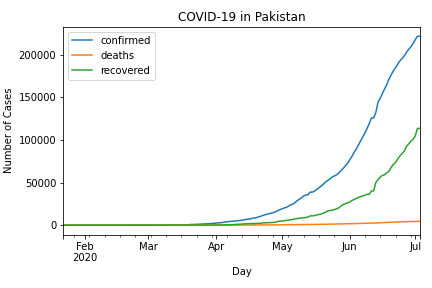 COVID-19 in Pakistan
confirmed
deaths
recovered
Number of Cases
200000
150000
100000
50000
0
Feb
2020
Mar
Apr
May
Jun
Jul
Day